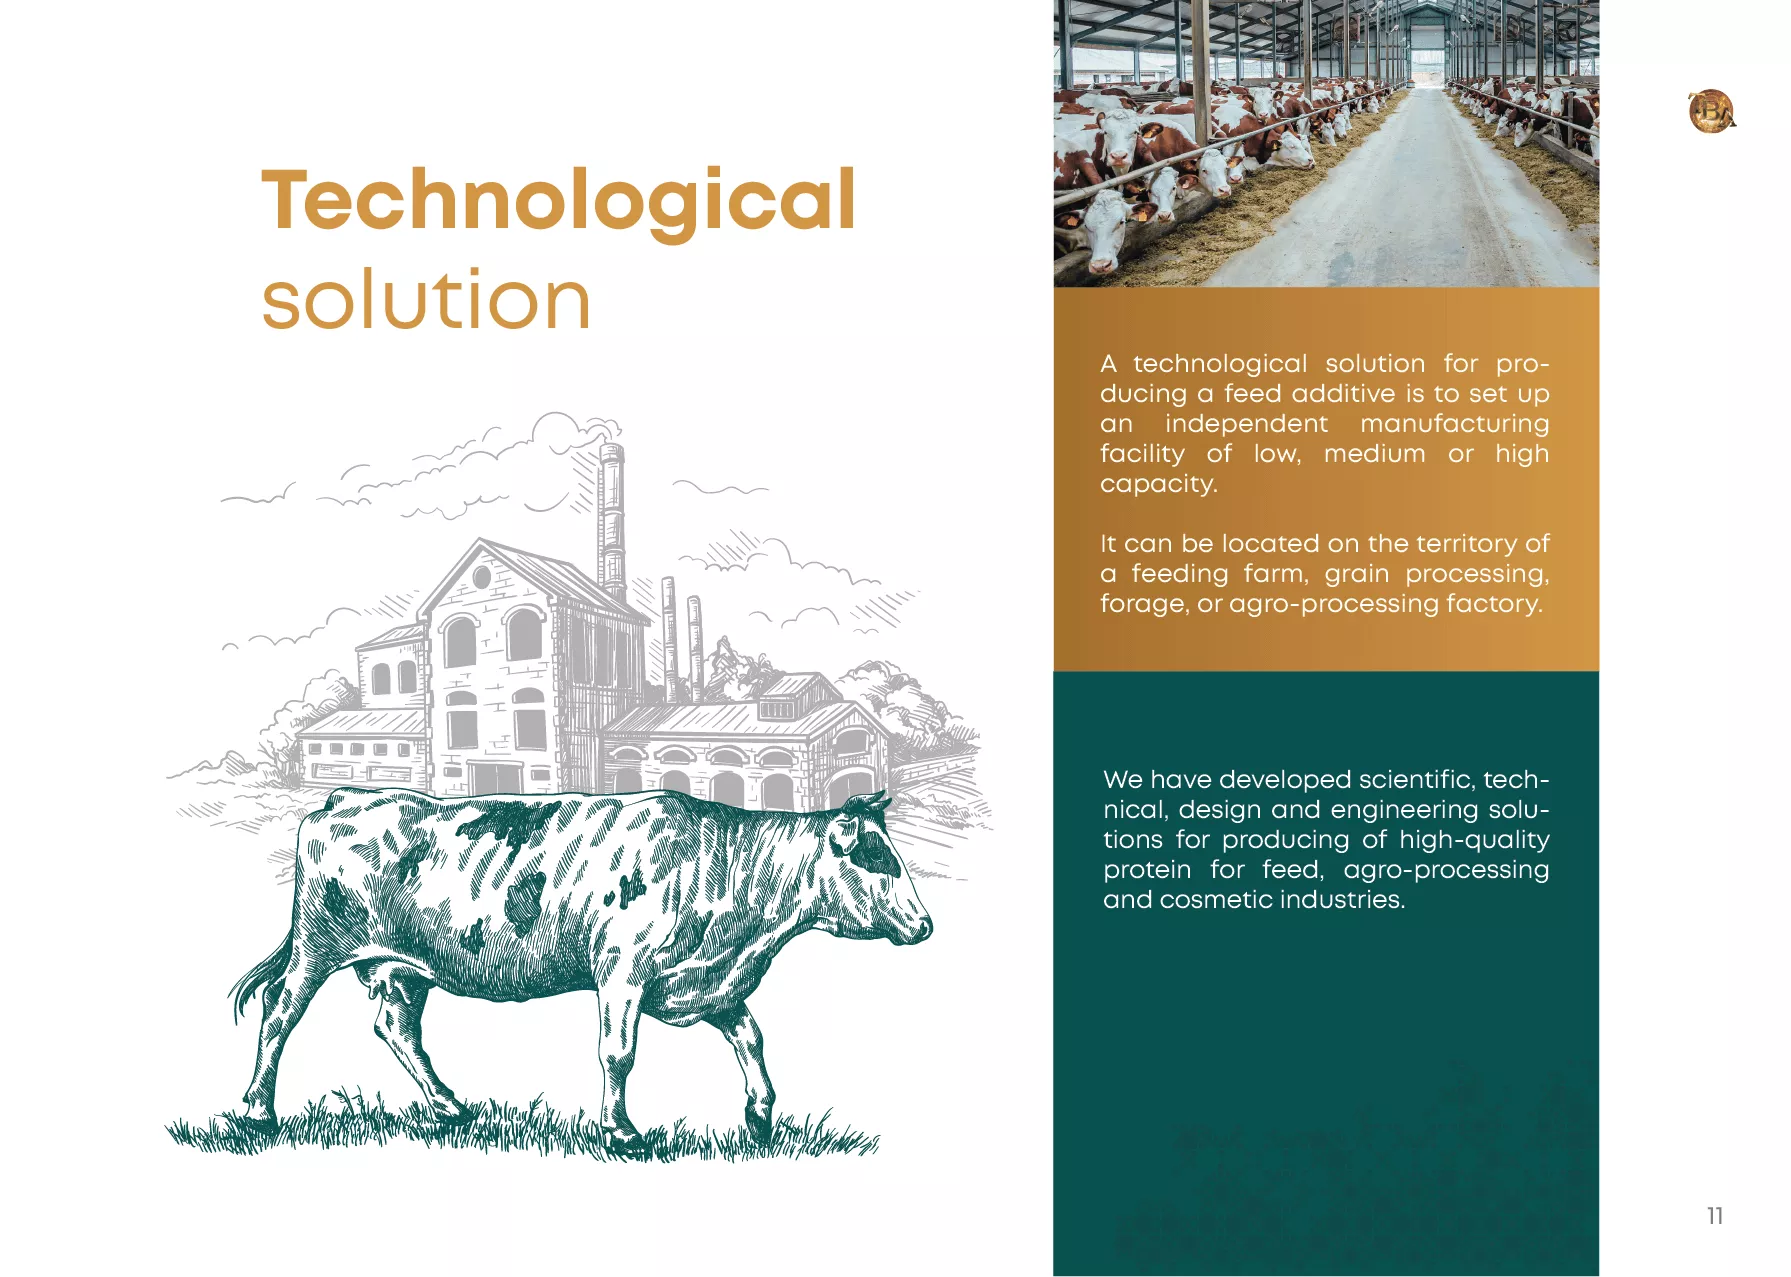 Technological
solution
A technological solution for pro-
ducing a feed additive is to set up
an independent manufacturing
facility of low, medium or high
capacity.
It can be located on the territory of
a feeding farm, grain processing,
forage, or agro-processing factory.
We have developed scientific, tech-
nical, design and engineering solu-
tions for producing of high-quality
protein for feed, agro-processing
and cosmetic industries.
11